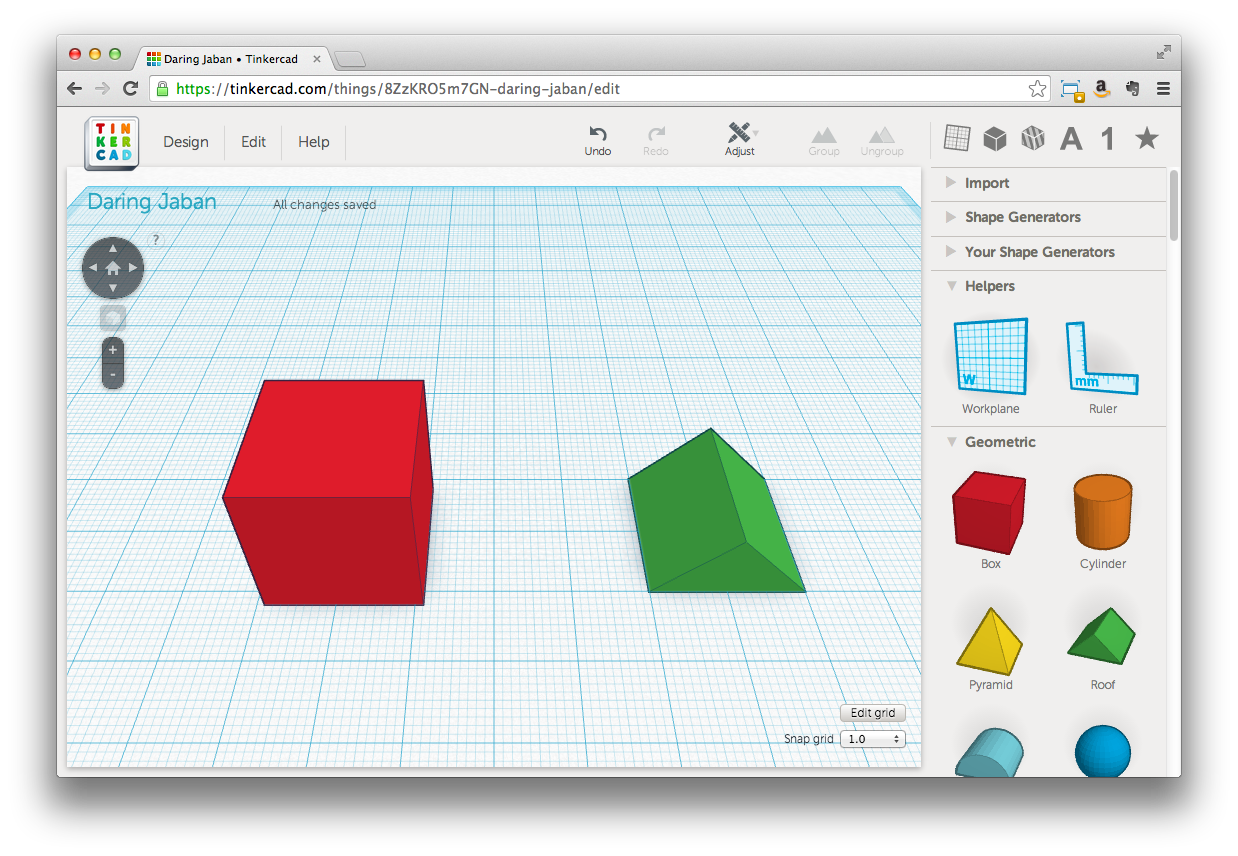 Daring Jaban • Tinkercad
https://tinkercad.com/things/8ZzKRO5m7GN-daring-jaban/edit
TIN
KER
CAD
Design
Edit
Help
Undo
Redo
Adjust
Group
Ungroup
A
1
Daring Jaban
All changes saved
?
+
-
Edit grid
Snap grid
1.0
Import
Shape Generators
Your Shape Generators
Helpers
W
mm
Workplane
Ruler
Geometric
Box
Cylinder
Pyramid
Roof